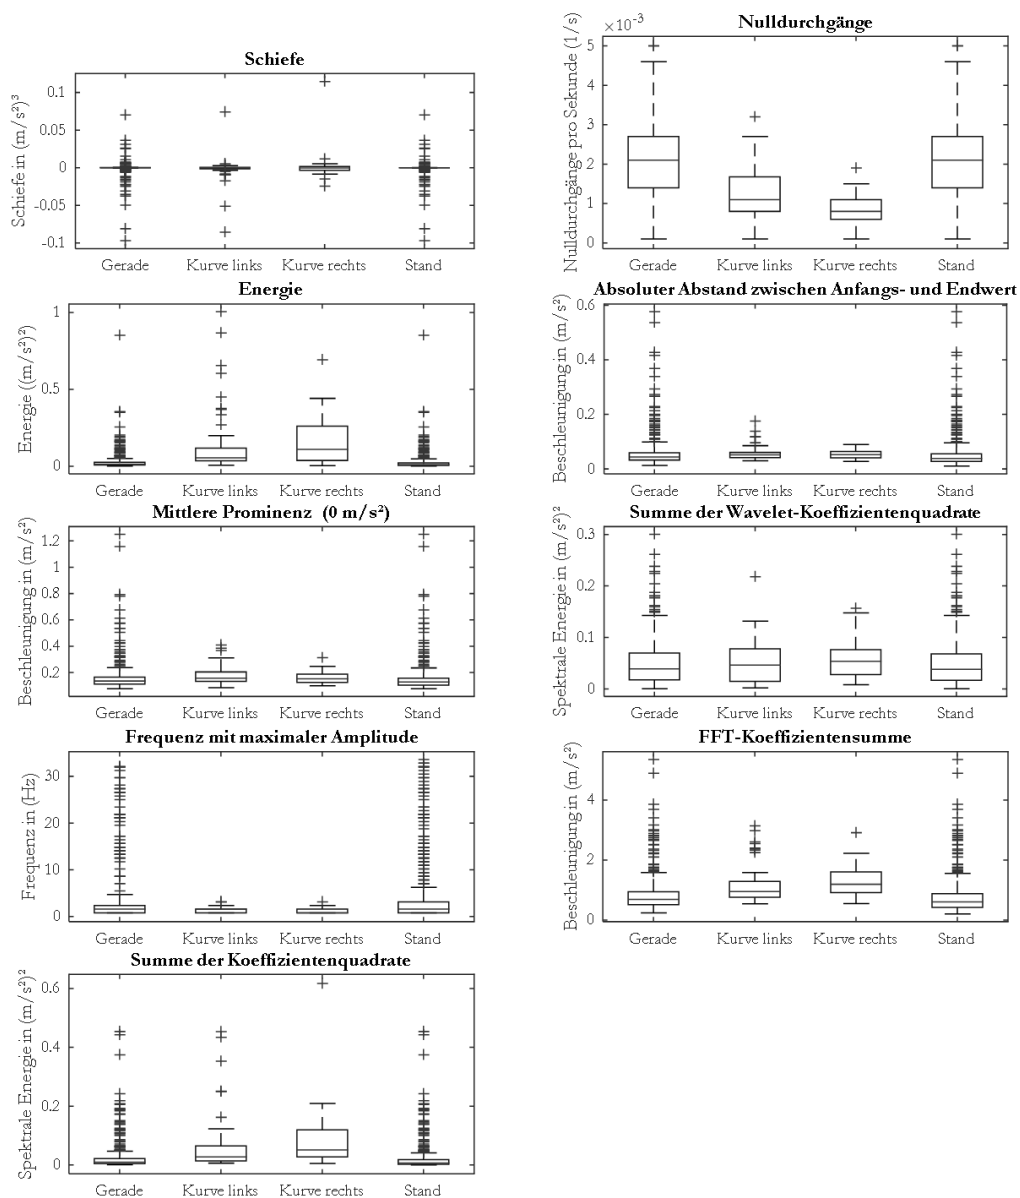 Schiefe
Schiefe in (m/s²)³
0.1
0.05
0
-0.05
-0.1
Gerade Kurve links Kurve rechts Stand
Nulldurchgänge
×10⁻³
Nulldurchgänge pro Sekunde (1/s)
5
4
3
2
1
0
Gerade Kurve links Kurve rechts Stand
Energie
Energie ((m/s²)²)
1
0.5
0
Gerade Kurve links Kurve rechts Stand
Absoluter Abstand zwischen Anfangs- und Endwert
Beschleunigung in (m/s²)
0.6
0.4
0.2
0
Gerade Kurve links Kurve rechts Stand
Mittlere Prominenz (0 m/s²)
Beschleunigung in (m/s²)
1.2
1
0.8
0.6
0.4
0.2
Gerade Kurve links Kurve rechts Stand
Summe der Wavelet-Koeffizientenquadrate
Spektrale Energie in (m/s²)²
0.3
0.2
0.1
0
Gerade Kurve links Kurve rechts Stand
Frequenz mit maximaler Amplitude
Frequenz in (Hz)
30
20
10
0
Gerade Kurve links Kurve rechts Stand
FFT-Koeffizientensumme
Beschleunigung in (m/s²)
4
2
0
Gerade Kurve links Kurve rechts Stand
Summe der Koeffizientenquadrate
Spektrale Energie in (m/s²)²
0.6
0.4
0.2
0
Gerade Kurve links Kurve rechts Stand